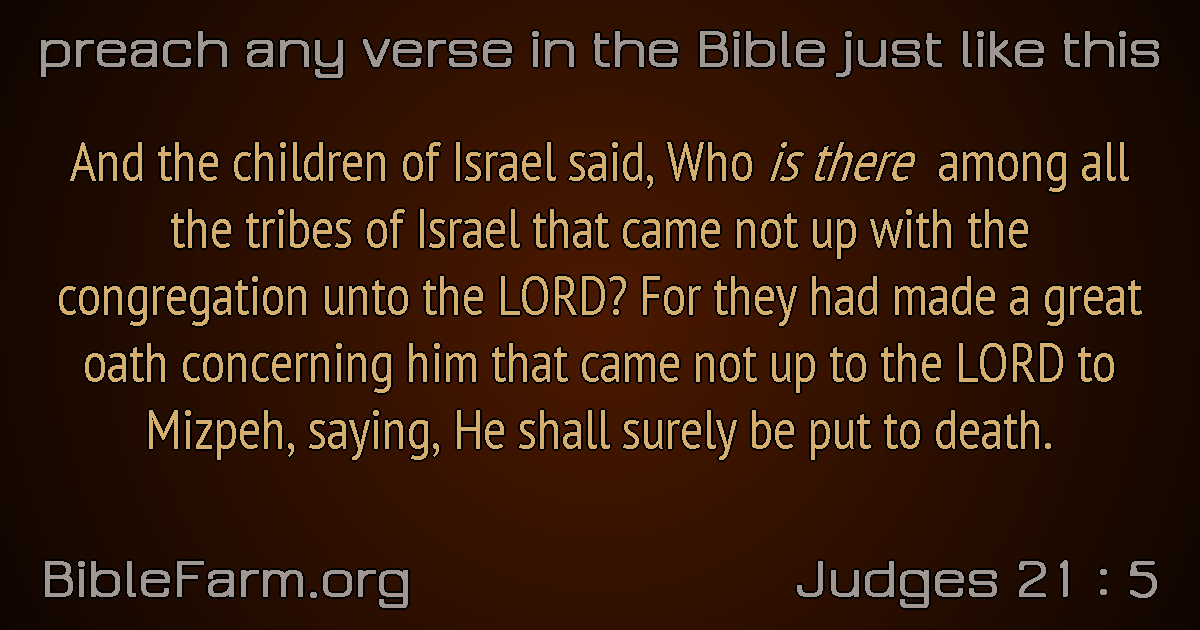 preach any verse in the Bible just like this
And the children of Israel said, Who is there among all
the tribes of Israel that came not up with the
congregation unto the LORD? For they had made a great
oath concerning him that came not up to the LORD to
Mizpeh, saying, He shall surely be put to death.
BibleFarm.org
Judges 21 : 5